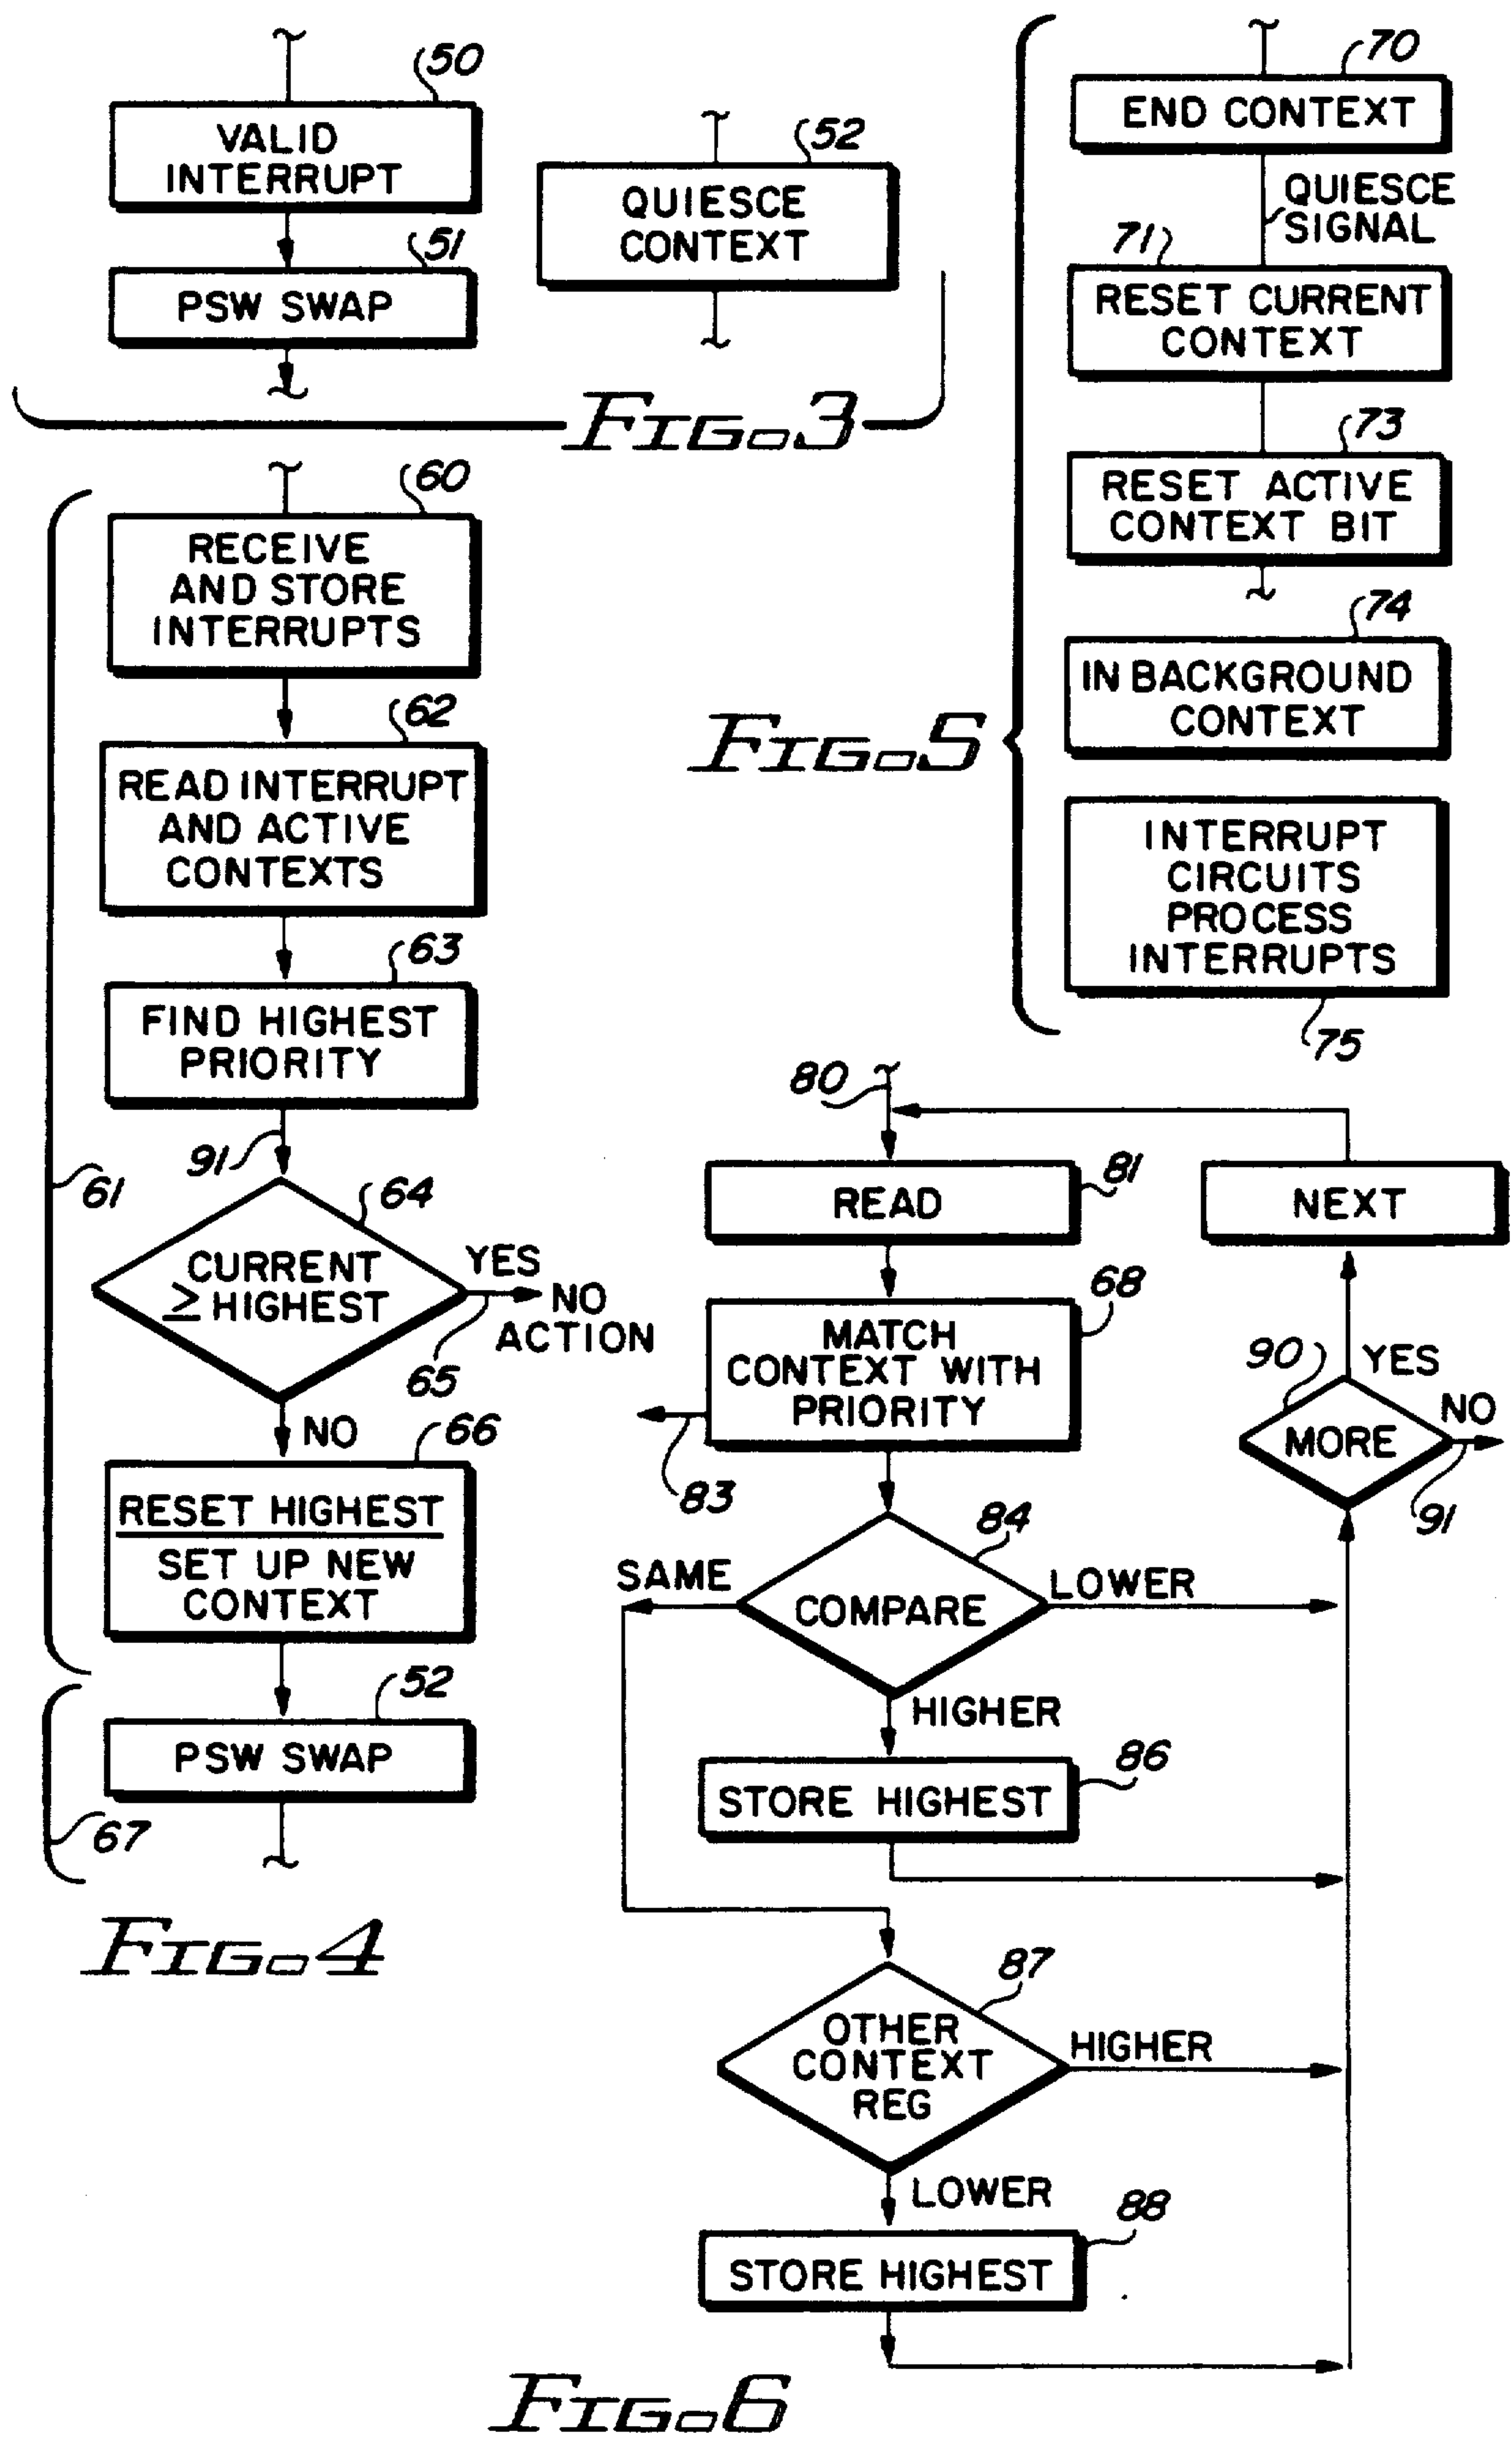 50
VALID
INTERRUPT
51
PSW SWAP
52
QUIESCE
CONTEXT
FIG. 3
60
RECEIVE
AND STORE
INTERRUPTS
62
READ INTERRUPT
AND ACTIVE
CONTEXTS
63
FIND HIGHEST
PRIORITY
91
61
64
CURRENT
≥ HIGHEST
YES
NO
ACTION
65
NO
66
RESET HIGHEST
SET UP NEW
CONTEXT
52
PSW SWAP
67
FIG. 4
70
END CONTEXT
QUIESCE
SIGNAL
71
RESET CURRENT
CONTEXT
73
RESET ACTIVE
CONTEXT BIT
74
IN BACKGROUND
CONTEXT
INTERRUPT
CIRCUITS
PROCESS
INTERRUPTS
75
FIG. 5
80
81
READ
NEXT
68
MATCH
CONTEXT WITH
PRIORITY
83
90
YES
MORE
NO
91
84
SAME
COMPARE
LOWER
HIGHER
86
STORE HIGHEST
87
OTHER
CONTEXT
REG
HIGHER
LOWER
88
STORE HIGHEST
FIG. 6